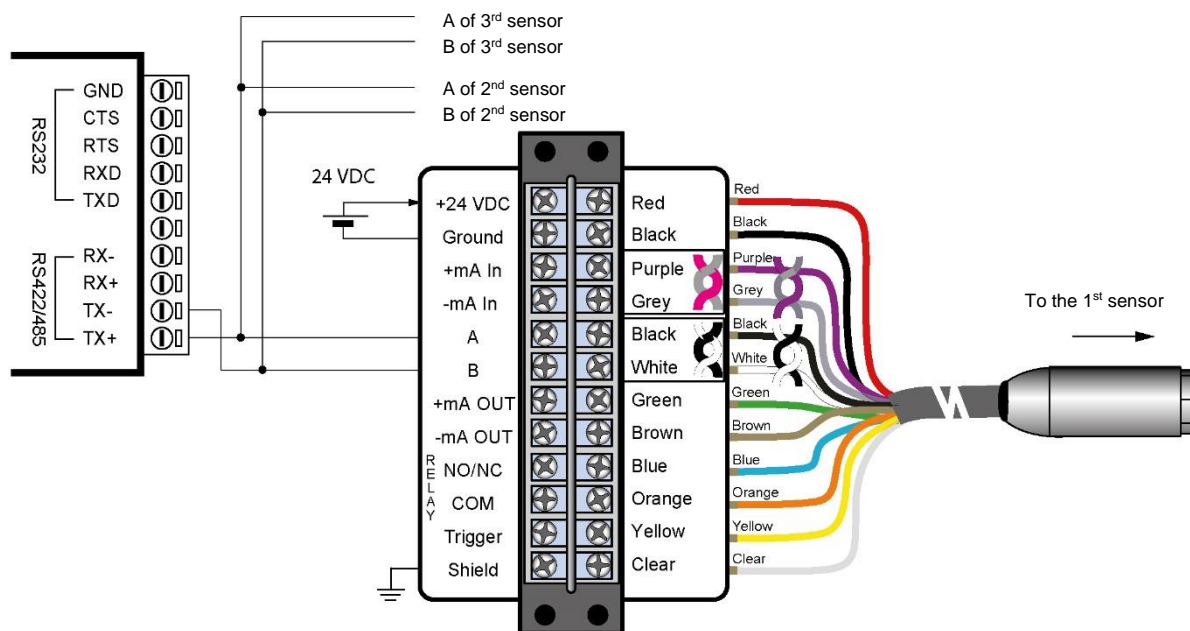 A of 3rd sensor
B of 3rd sensor
A of 2nd sensor
B of 2nd sensor
RS232
GND
CTS
RTS
RXD
TXD
RS422/485
RX-
RX+
TX-
TX+
24 VDC
+24 VDC
Ground
+mA In
-mA In
A
B
+mA OUT
-mA OUT
RELAY
NO/NC
COM
Trigger
Shield
Red
Black
Purple
Grey
Black
White
Green
Brown
Blue
Orange
Yellow
Clear
Red
Black
Purple
Grey
Black
White
Green
Brown
Blue
Orange
Yellow
Clear
To the 1st sensor